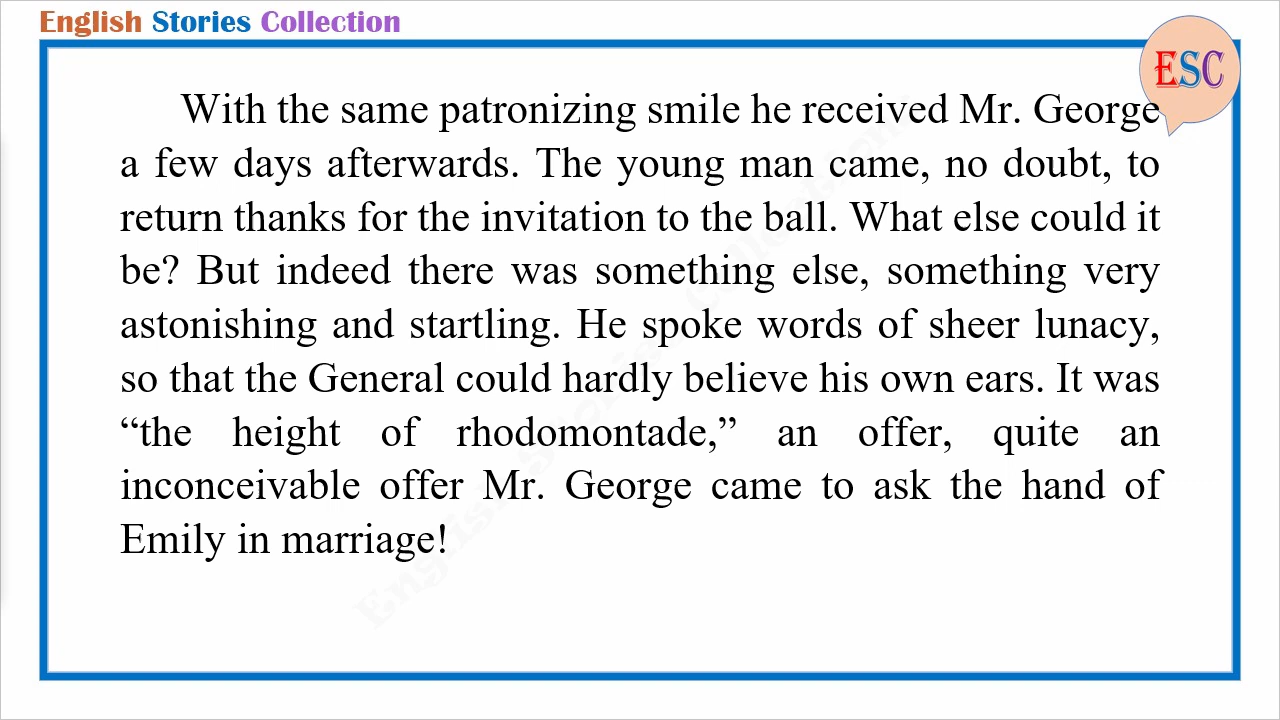 English Stories Collection
ESC
With the same patronizing smile he received Mr. George
a few days afterwards. The young man came, no doubt, to
return thanks for the invitation to the ball. What else could it
be? But indeed there was something else, something very
astonishing and startling. He spoke words of sheer lunacy,
so that the General could hardly believe his own ears. It was
“the height of rhodomontade,” an offer, quite an
inconceivable offer Mr. George came to ask the hand of
Emily in marriage!